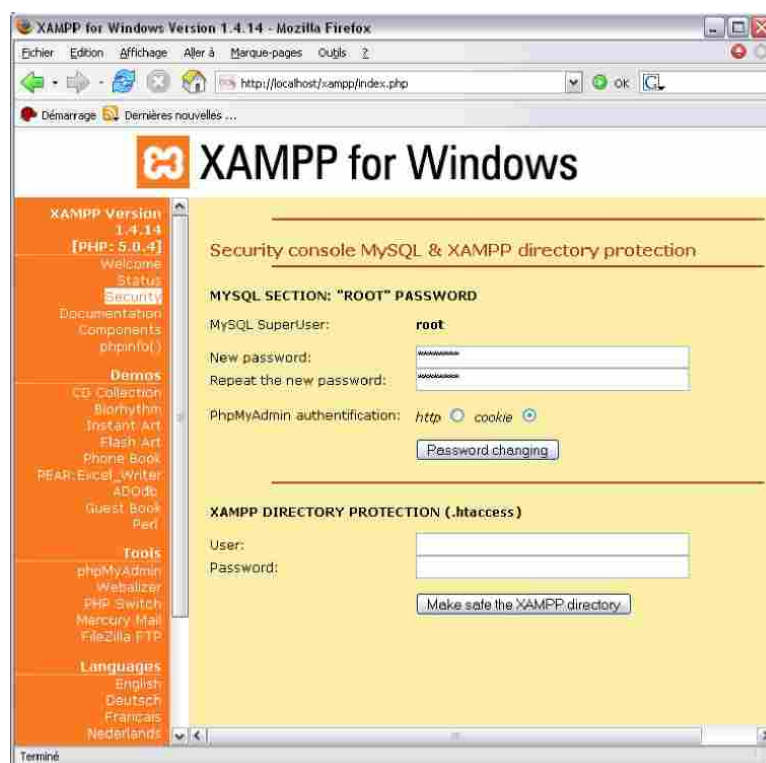 XAMPP for Windows Version 1.4.14 - Mozilla Firefox
Fichier Edition Affichage Aller à Marque-pages Outils ?
http://localhost/xampp/index.php
OK
Démarrage Dernières nouvelles ...
XAMPP for Windows
XAMPP Version
1.4.14
[PHP: 5.0.4]
Welcome
Status
Security
Documentation
Components
phpinfo()
Demos
CD Collection
Biorhythm
Instant Art
Flash Art
Phone Book
PEAR:Excel_Writer
ADOdb
Guest Book
Perl
Tools
phpMyAdmin
Webalizer
PHP Switch
Mercury Mail
FileZilla FTP
Languages
English
Deutsch
Francais
Nederlands
Security console MySQL & XAMPP directory protection
MYSQL SECTION: "ROOT" PASSWORD
MySQL SuperUser: root
New password: ********
Repeat the new password: ********
PhpMyAdmin authentification: http cookie
Password changing
XAMPP DIRECTORY PROTECTION (.htaccess)
User:
Password:
Make safe the XAMPP directory
Terminé